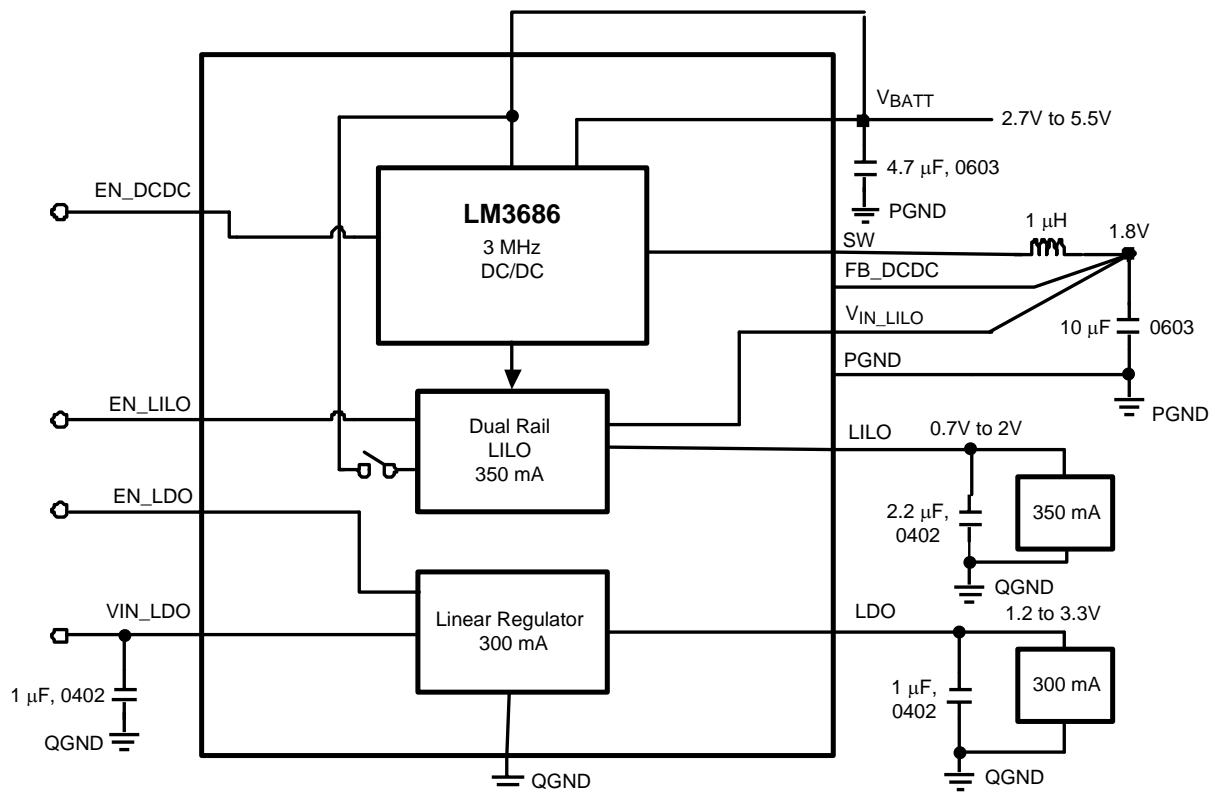 VBATT
2.7V to 5.5V
4.7 μF, 0603
PGND
EN_DCDC
LM3686
3 MHz
DC/DC
SW
1 μH
1.8V
FB_DCDC
VIN_LILO
10 μF
0603
PGND
PGND
EN_LILO
Dual Rail
LILO
350 mA
LILO
0.7V to 2V
2.2 μF,
0402
350 mA
QGND
EN_LDO
VIN_LDO
Linear Regulator
300 mA
LDO
1.2 to 3.3V
1 μF,
0402
300 mA
1 μF, 0402
QGND
QGND
QGND